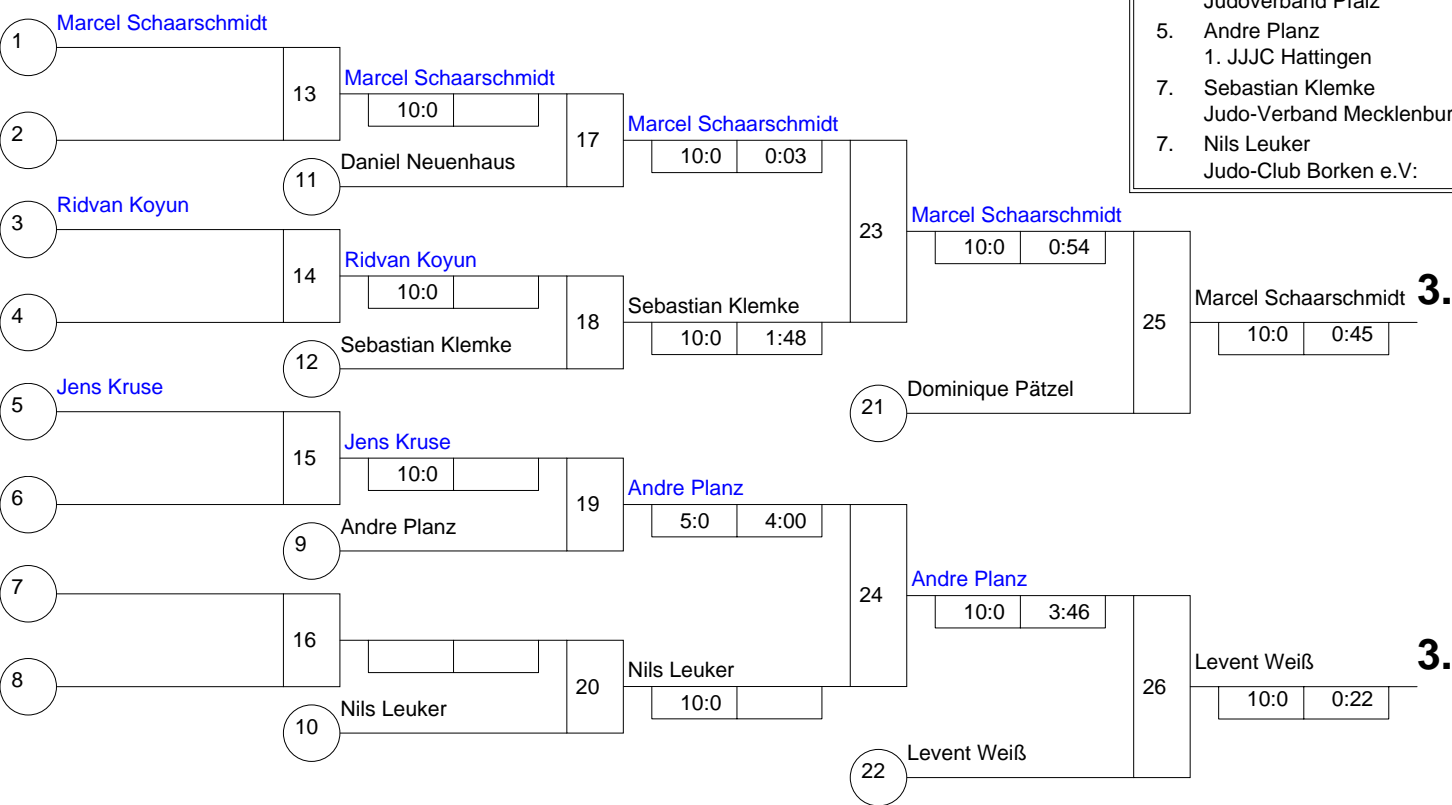 Judoverband Pfalz
5. Andre Planz
1. JJJC Hattingen
7. Sebastian Klemke
Judo-Verband Mecklenbur
7. Nils Leuker
Judo-Club Borken e.V:
1 Marcel Schaarschmidt
2
13 Marcel Schaarschmidt
10:0
11 Daniel Neuenhaus
17 Marcel Schaarschmidt
10:0 0:03
3 Ridvan Koyun
4
14 Ridvan Koyun
10:0
12 Sebastian Klemke
18 Sebastian Klemke
10:0 1:48
23 Marcel Schaarschmidt
10:0 0:54
21 Dominique Pätzel
25 Marcel Schaarschmidt 3.
10:0 0:45
5 Jens Kruse
6
15 Jens Kruse
10:0
9 Andre Planz
19 Andre Planz
5:0 4:00
7
8
16
10 Nils Leuker
20 Nils Leuker
10:0
24 Andre Planz
10:0 3:46
22 Levent Weiß
26 Levent Weiß 3.
10:0 0:22